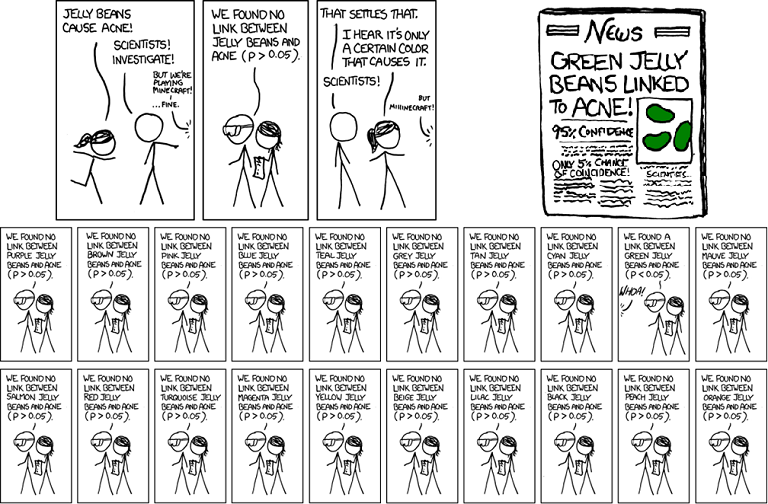 JELLY BEANS
CAUSE ACNE!
SCIENTISTS!
INVESTIGATE!
BUT WE'RE
PLAYING
MINECRAFT!
...FINE.
WE FOUND NO
LINK BETWEEN
JELLY BEANS AND
ACNE (P > 0.05).
THAT SETTLES THAT.
I HEAR IT'S ONLY
A CERTAIN COLOR
THAT CAUSES IT.
SCIENTISTS!
BUT
MIIINECRAFT!
NEWS
GREEN JELLY
BEANS LINKED
TO ACNE!
95% CONFIDENCE
ONLY 5% CHANCE
OF COINCIDENCE!
SCIENTISTS...
WE FOUND NO
LINK BETWEEN
PURPLE JELLY
BEANS AND ACNE
(P > 0.05).
WE FOUND NO
LINK BETWEEN
BROWN JELLY
BEANS AND ACNE
(P > 0.05).
WE FOUND NO
LINK BETWEEN
PINK JELLY
BEANS AND ACNE
(P > 0.05).
WE FOUND NO
LINK BETWEEN
BLUE JELLY
BEANS AND ACNE
(P > 0.05).
WE FOUND NO
LINK BETWEEN
TEAL JELLY
BEANS AND ACNE
(P > 0.05).
WE FOUND NO
LINK BETWEEN
GREY JELLY
BEANS AND ACNE
(P > 0.05).
WE FOUND NO
LINK BETWEEN
TAN JELLY
BEANS AND ACNE
(P > 0.05).
WE FOUND NO
LINK BETWEEN
CYAN JELLY
BEANS AND ACNE
(P > 0.05).
WE FOUND A
LINK BETWEEN
GREEN JELLY
BEANS AND ACNE
(P < 0.05).
WHOA!
WE FOUND NO
LINK BETWEEN
MAUVE JELLY
BEANS AND ACNE
(P > 0.05).
WE FOUND NO
LINK BETWEEN
SALMON JELLY
BEANS AND ACNE
(P > 0.05).
WE FOUND NO
LINK BETWEEN
RED JELLY
BEANS AND ACNE
(P > 0.05).
WE FOUND NO
LINK BETWEEN
TURQUOISE JELLY
BEANS AND ACNE
(P > 0.05).
WE FOUND NO
LINK BETWEEN
MAGENTA JELLY
BEANS AND ACNE
(P > 0.05).
WE FOUND NO
LINK BETWEEN
YELLOW JELLY
BEANS AND ACNE
(P > 0.05).
WE FOUND NO
LINK BETWEEN
BEIGE JELLY
BEANS AND ACNE
(P > 0.05).
WE FOUND NO
LINK BETWEEN
LILAC JELLY
BEANS AND ACNE
(P > 0.05).
WE FOUND NO
LINK BETWEEN
BLACK JELLY
BEANS AND ACNE
(P > 0.05).
WE FOUND NO
LINK BETWEEN
PEACH JELLY
BEANS AND ACNE
(P > 0.05).
WE FOUND NO
LINK BETWEEN
ORANGE JELLY
BEANS AND ACNE
(P > 0.05).